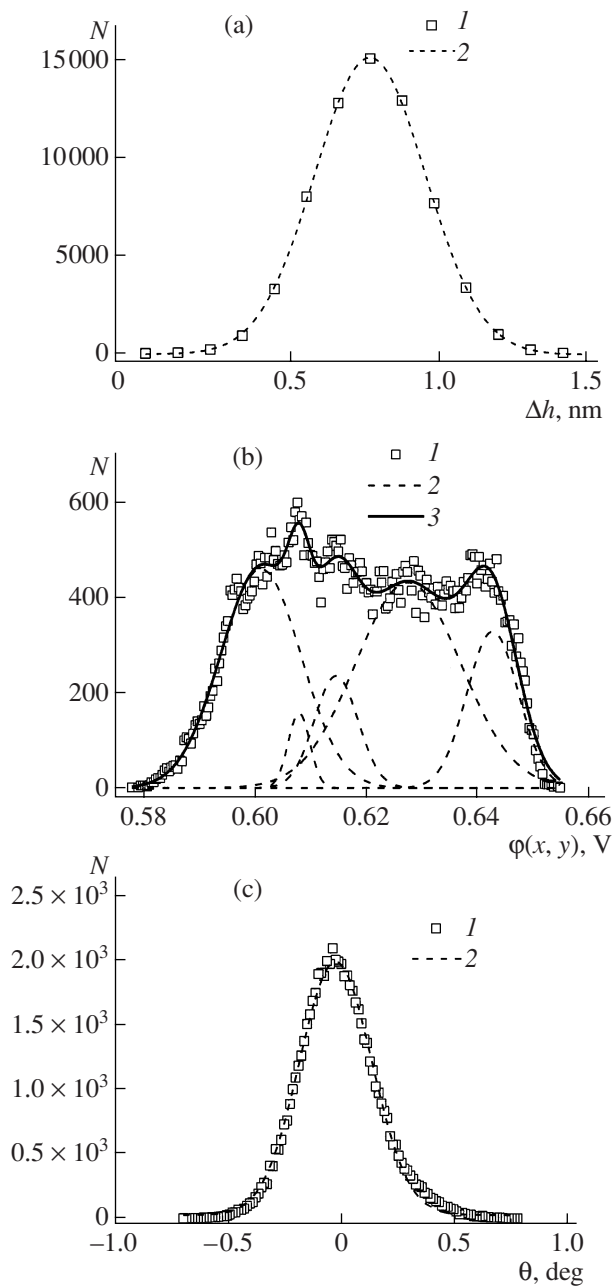 (a)
N
1
2
15000
10000
5000
0
0 0.5 1.0 1.5
Δh, nm
(b)
N
1
2
3
600
400
200
0
0.58 0.60 0.62 0.64 0.66
φ(x, y), V
(c)
N
1
2
2.5 × 10³
2.0 × 10³
1.5 × 10³
1.0 × 10³
0.5 × 10³
0
−1.0 −0.5 0 0.5 1.0
θ, deg